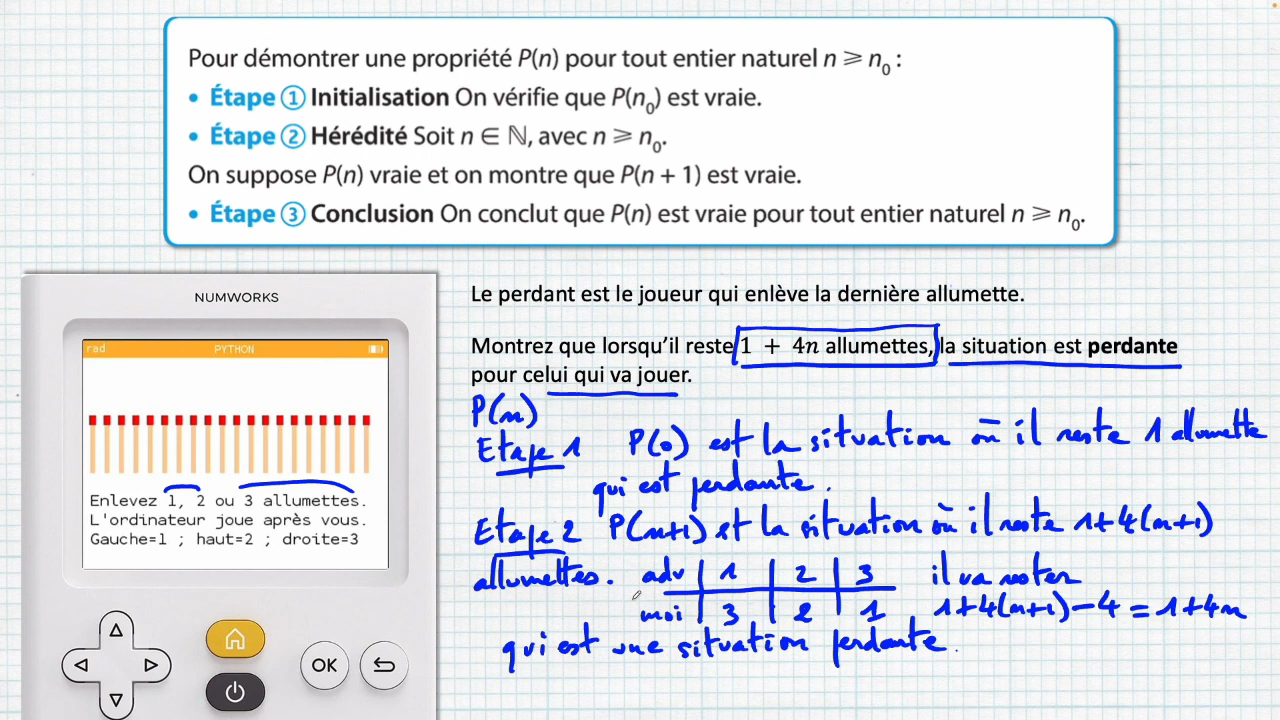 Pour démontrer une propriété P(n) pour tout entier naturel n ⩾ n₀ :
• Étape ① Initialisation On vérifie que P(n₀) est vraie.
• Étape ② Hérédité Soit n ∈ ℕ, avec n ⩾ n₀.
On suppose P(n) vraie et on montre que P(n + 1) est vraie.
• Étape ③ Conclusion On conclut que P(n) est vraie pour tout entier naturel n ⩾ n₀.
NUMWORKS
rad PYTHON
Enlevez 1, 2 ou 3 allumettes.
L'ordinateur joue après vous.
Gauche=1 ; haut=2 ; droite=3
OK
Le perdant est le joueur qui enlève la dernière allumette.
Montrez que lorsqu'il reste 1 + 4n allumettes, la situation est perdante
pour celui qui va jouer.
P(n)
Etape 1 P(0) est la situation où il reste 1 allumette
qui est perdante.
Etape 2 P(n+1) est la situation où il reste 1+4(n+1)
allumettes. adv | 1 | 2 | 3 il va rester
moi | 3 | 2 | 1 1+4(n+1)-4 = 1+4n
qui est une situation perdante.